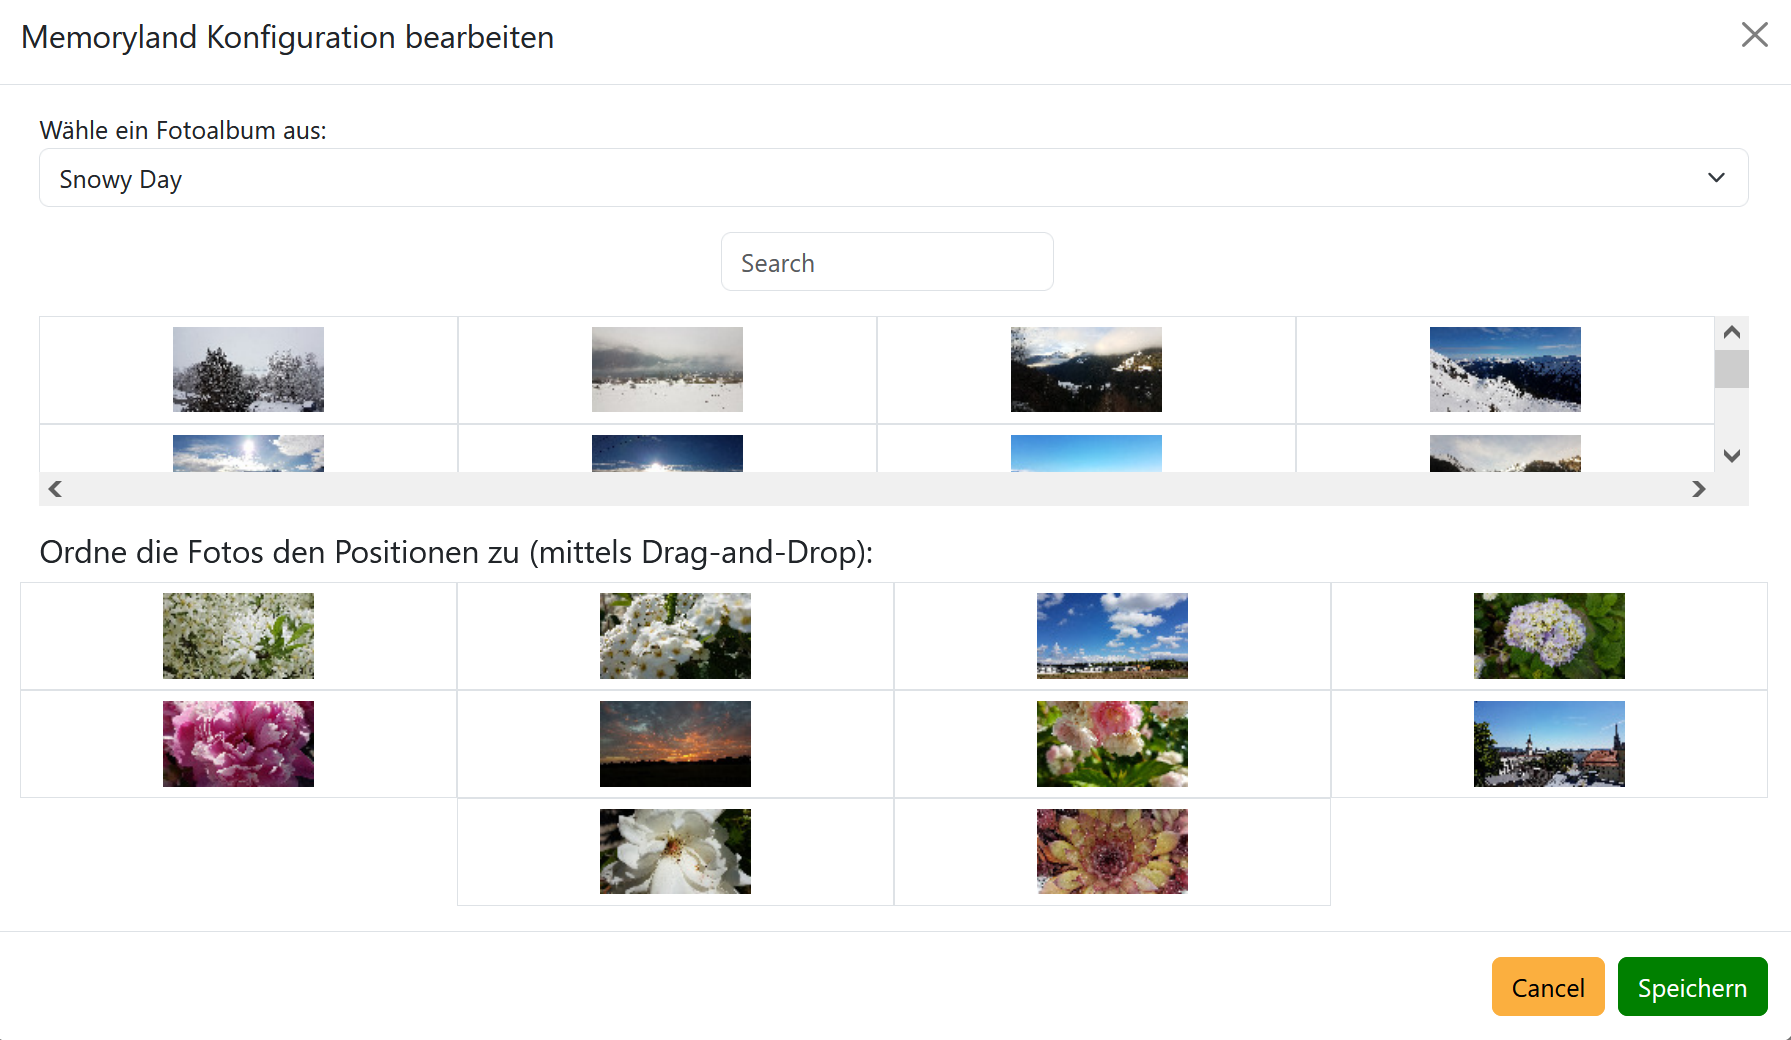 Memoryland Konfiguration bearbeiten
Wähle ein Fotoalbum aus:
Snowy Day
Search
Ordne die Fotos den Positionen zu (mittels Drag-and-Drop):
Cancel
Speichern